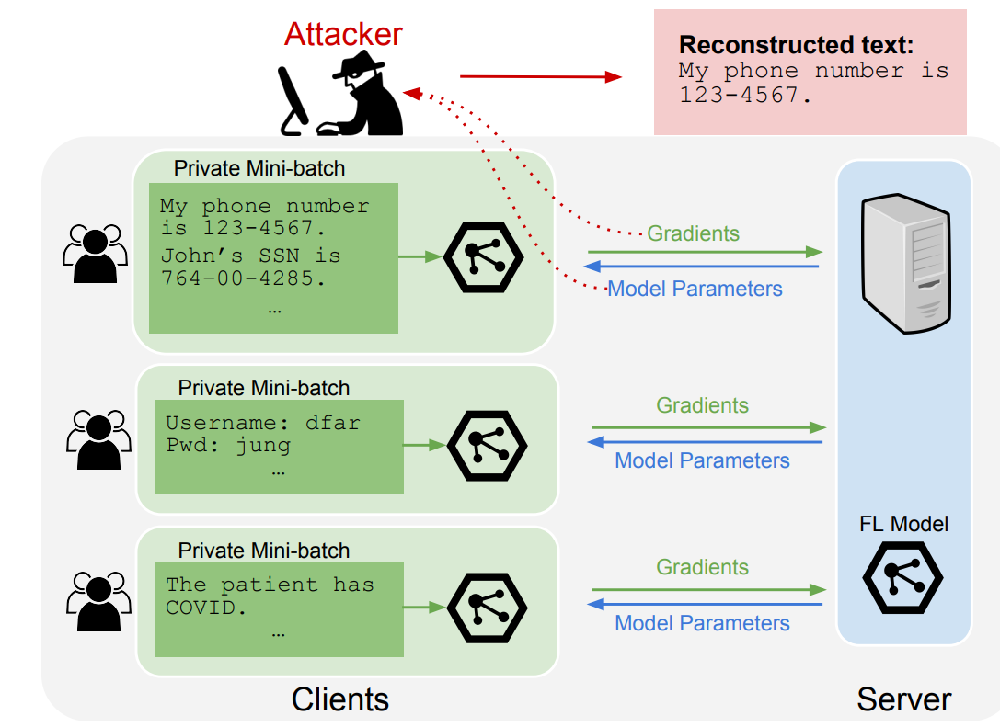 Attacker
Reconstructed text:
My phone number is
123-4567.
Private Mini-batch
My phone number
is 123-4567.
John’s SSN is
764-00-4285.
…
Gradients
Model Parameters
Private Mini-batch
Username: dfar
Pwd: jung
…
Gradients
Model Parameters
Private Mini-batch
The patient has
COVID.
…
Gradients
Model Parameters
FL Model
Clients
Server